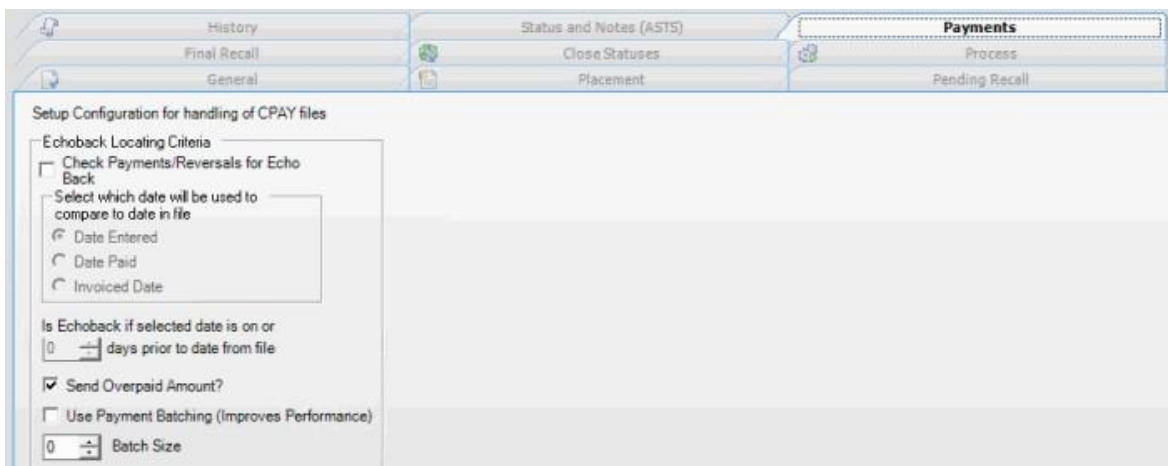 History
Status and Notes (ASTS)
Payments
Final Recall
Close Statuses
Process
General
Placement
Pending Recall
Setup Configuration for handling of CPAY files
Echoback Locating Criteria
Check Payments/Reversals for Echo
Back
Select which date will be used to
compare to date in file
Date Entered
Date Paid
Invoiced Date
Is Echoback if selected date is on or
0 days prior to date from file
Send Overpaid Amount?
Use Payment Batching (Improves Performance)
0 Batch Size